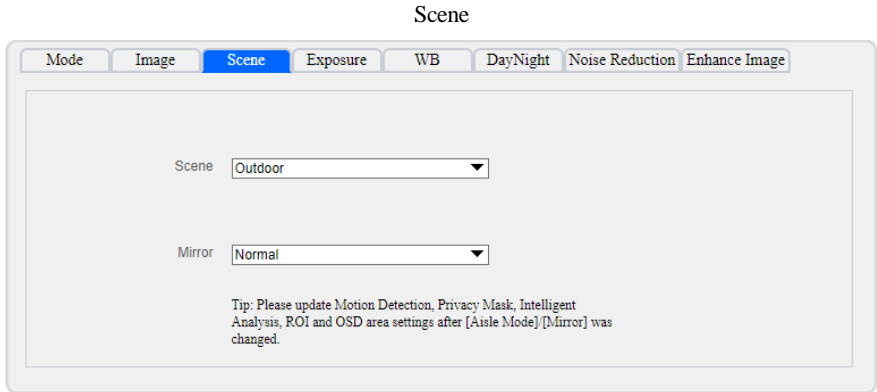 Scene
Mode Image Scene Exposure WB DayNight Noise Reduction Enhance Image
Scene Outdoor
Mirror Normal
Tip: Please update Motion Detection, Privacy Mask, Intelligent
Analysis, ROI and OSD area settings after [Aisle Mode]/[Mirror] was
changed.